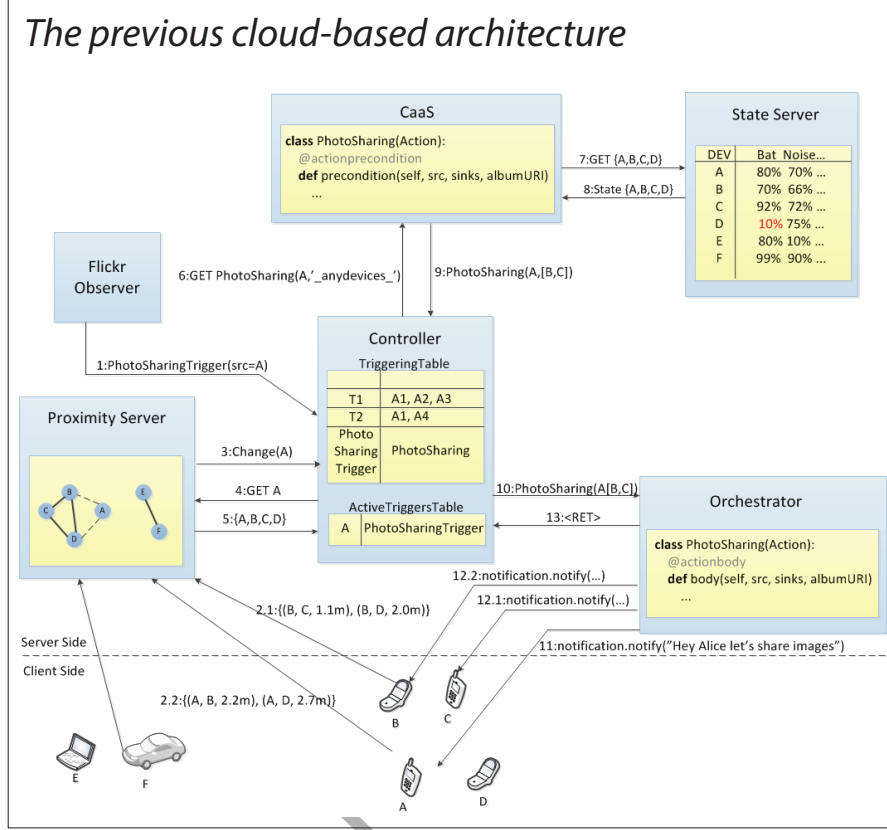 The previous cloud-based architecture
CaaS
class PhotoSharing(Action):
@actionprecondition
def precondition(self, src, sinks, albumURI)
...
7:GET {A,B,C,D}
8:State {A,B,C,D}
State Server
DEV Bat Noise...
A 80% 70% ...
B 70% 66% ...
C 92% 72% ...
D 10% 75% ...
E 80% 10% ...
F 99% 90% ...
Flickr
Observer
6:GET PhotoSharing(A,'_anydevices_')
9:PhotoSharing(A,[B,C])
1:PhotoSharingTrigger(src=A)
Controller
TriggeringTable
T1 A1, A2, A3
T2 A1, A4
Photo
Sharing
Trigger
PhotoSharing
ActiveTriggersTable
A PhotoSharingTrigger
Proximity Server
B
C
A
D
E
F
3:Change(A)
4:GET A
5:{A,B,C,D}
10:PhotoSharing(A[B,C])
13:<RET>
Orchestrator
class PhotoSharing(Action):
@actionbody
def body(self, src, sinks, albumURI)
...
12.2:notification.notify(...)
12.1:notification.notify(...)
2.1:{(B, C, 1.1m), (B, D, 2.0m)}
11:notification.notify("Hey Alice let's share images")
Server Side
Client Side
2.2:{(A, B, 2.2m), (A, D, 2.7m)}
B
C
E
F
A
D